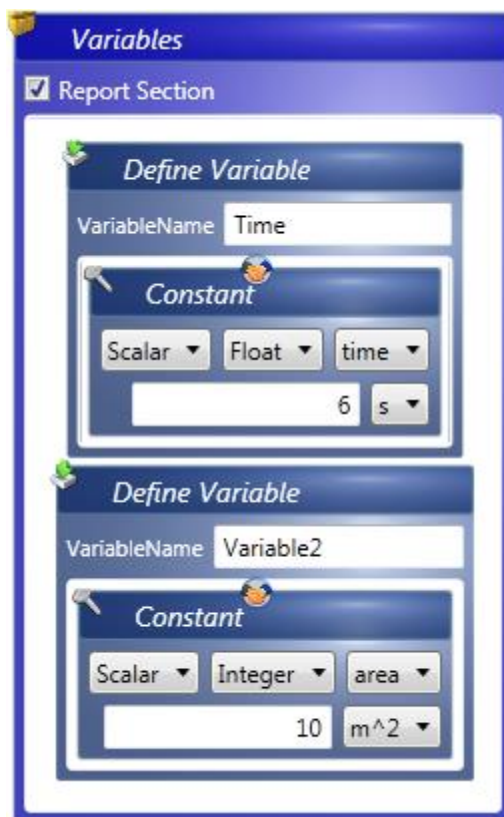 Variables
Report Section
Define Variable
VariableName Time
Constant
Scalar Float time
6 s
Define Variable
VariableName Variable2
Constant
Scalar Integer area
10 m^2